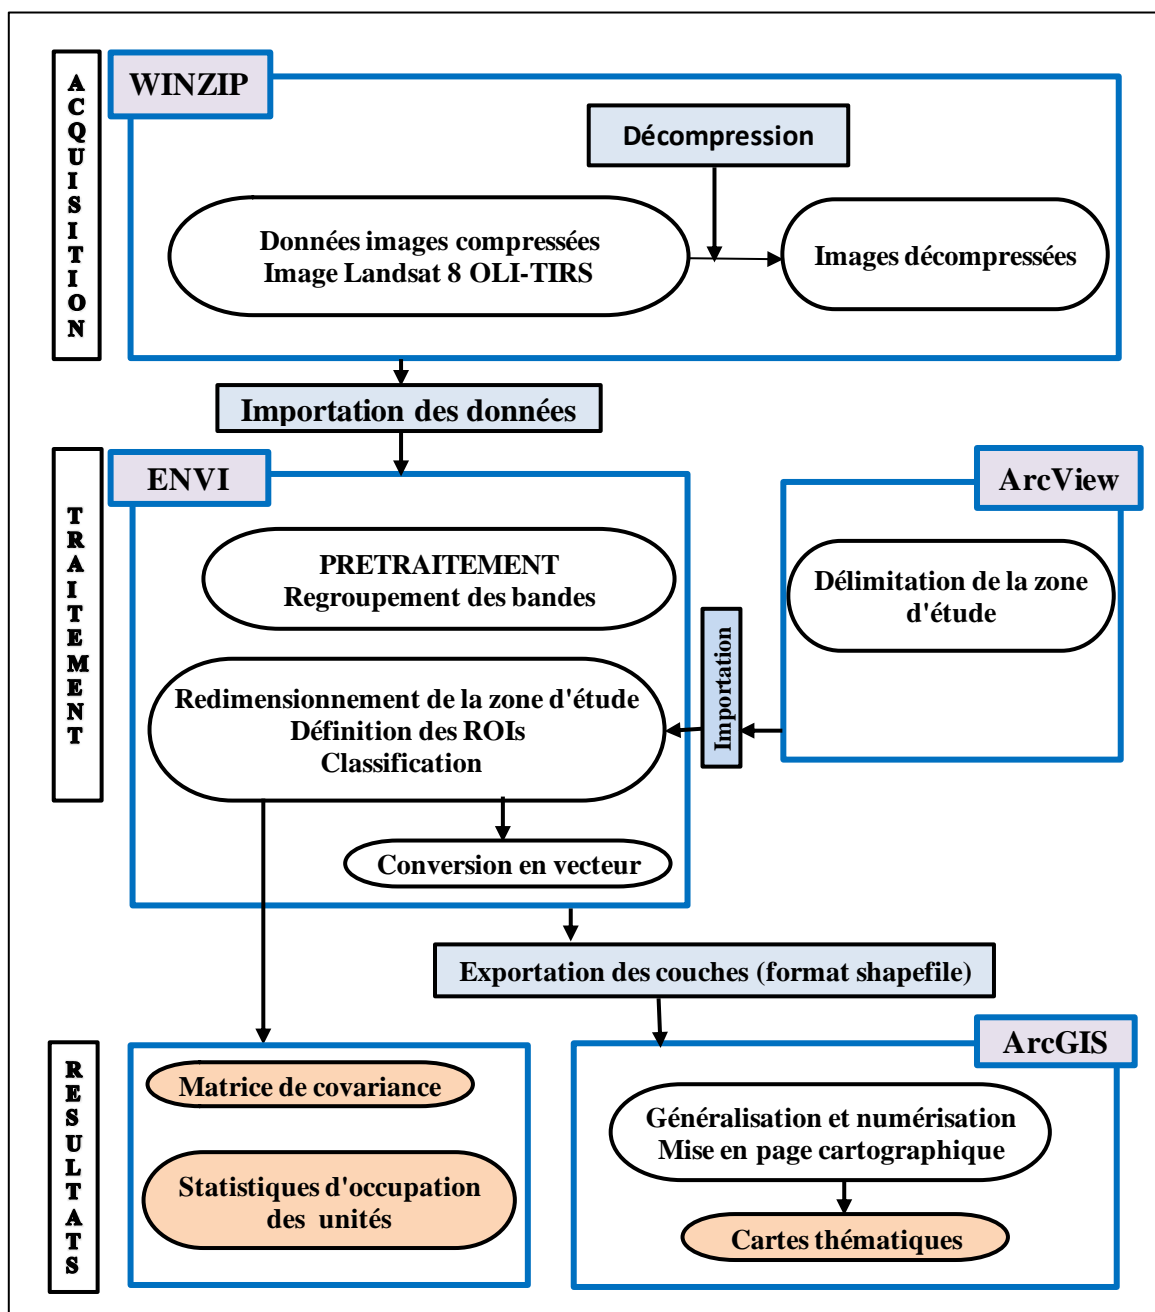 ACQUISITION
WINZIP
Décompression
Données images compressées
Image Landsat 8 OLI-TIRS
Images décompressées
Importation des données
TRAITEMENT
ENVI
ArcView
PRETRAITEMENT
Regroupement des bandes
Délimitation de la zone
d'étude
Importation
Redimensionnement de la zone d'étude
Définition des ROIs
Classification
Conversion en vecteur
Exportation des couches (format shapefile)
RESULTATS
ArcGIS
Matrice de covariance
Statistiques d'occupation
des unités
Généralisation et numérisation
Mise en page cartographique
Cartes thématiques